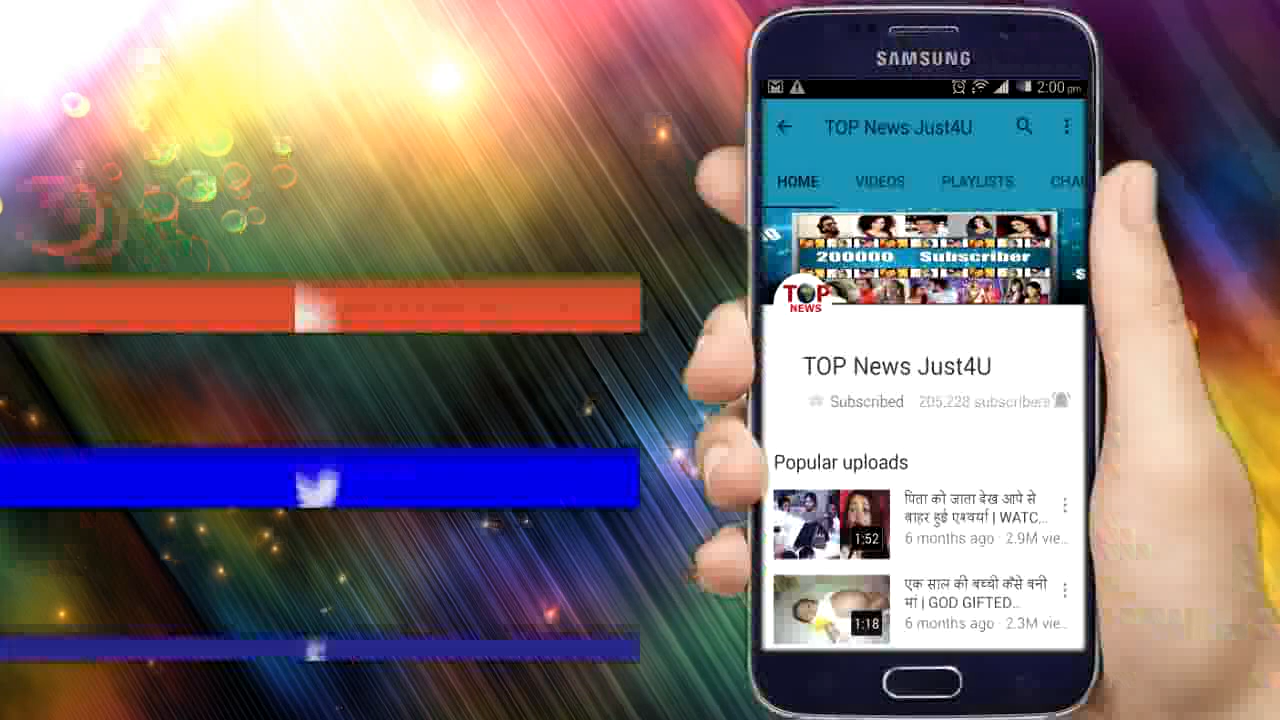 SAMSUNG
2:00 pm
TOP News Just4U
HOME VIDEOS PLAYLISTS CHA
200000 Subscriber
TOP
NEWS
TOP News Just4U
Subscribed 205,228 subscribers
Popular uploads
पिता को जाता देख आपे से
बाहर हुई एश्वर्या | WATC...
1:52
6 months ago · 2.9M vie...
एक साल की बच्ची कैसे बनी
मां | GOD GIFTED...
1:18
6 months ago · 2.3M vie...